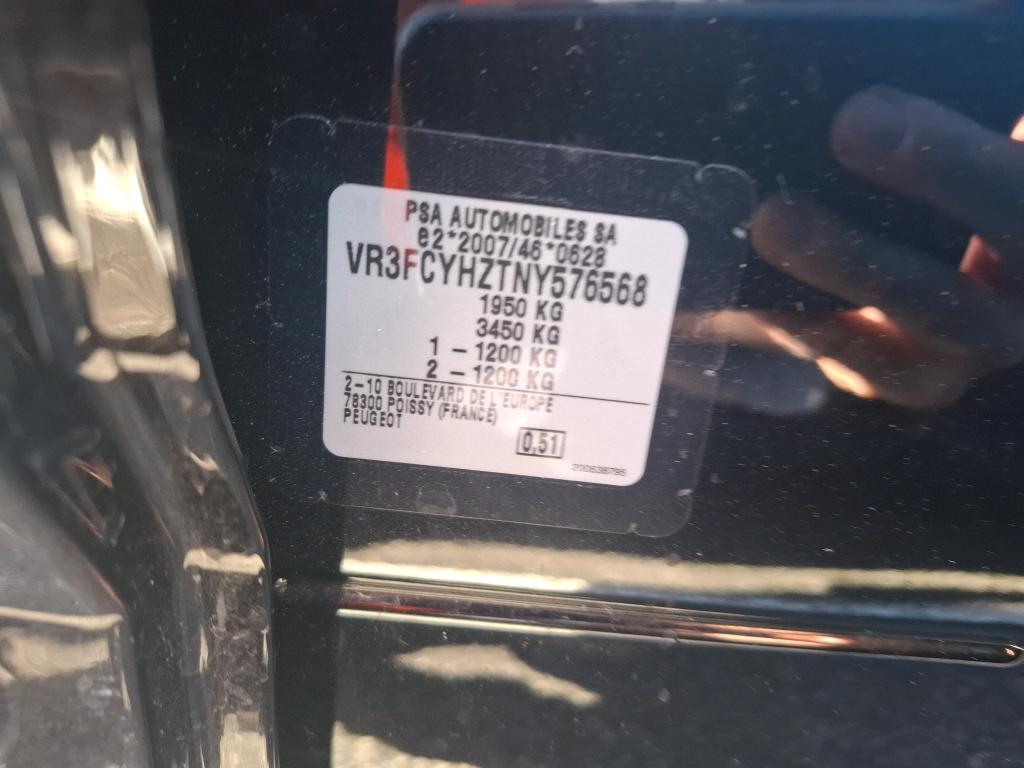 PSA AUTOMOBILES SA
e2*2007/46*0628
VR3FCYHZTNY576568
1950 KG
3450 KG
1 – 1200 KG
2 – 1200 KG
2–10 BOULEVARD DE L'EUROPE
78300 POISSY (FRANCE)
PEUGEOT
0,51
200638795